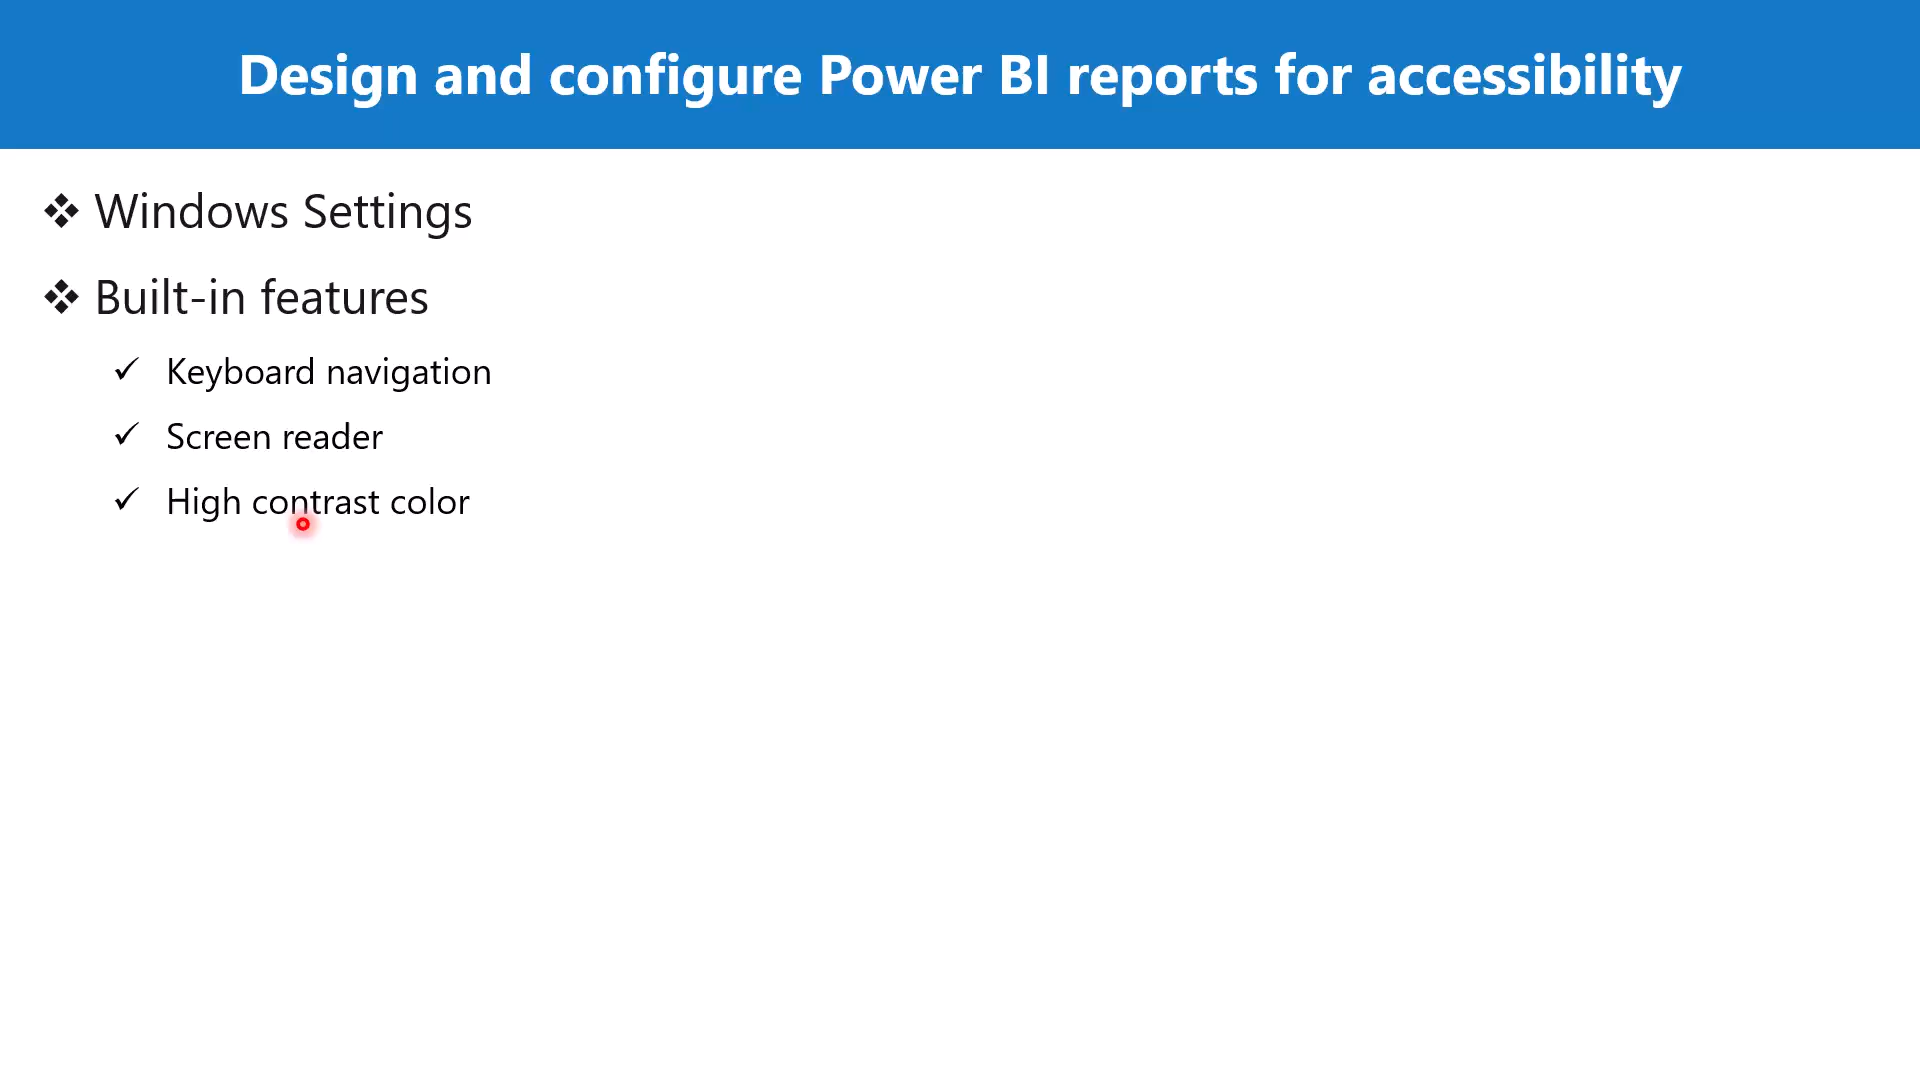 Design and configure Power BI reports for accessibility
❖ Windows Settings
❖ Built-in features
✓ Keyboard navigation
✓ Screen reader
✓ High contrast color